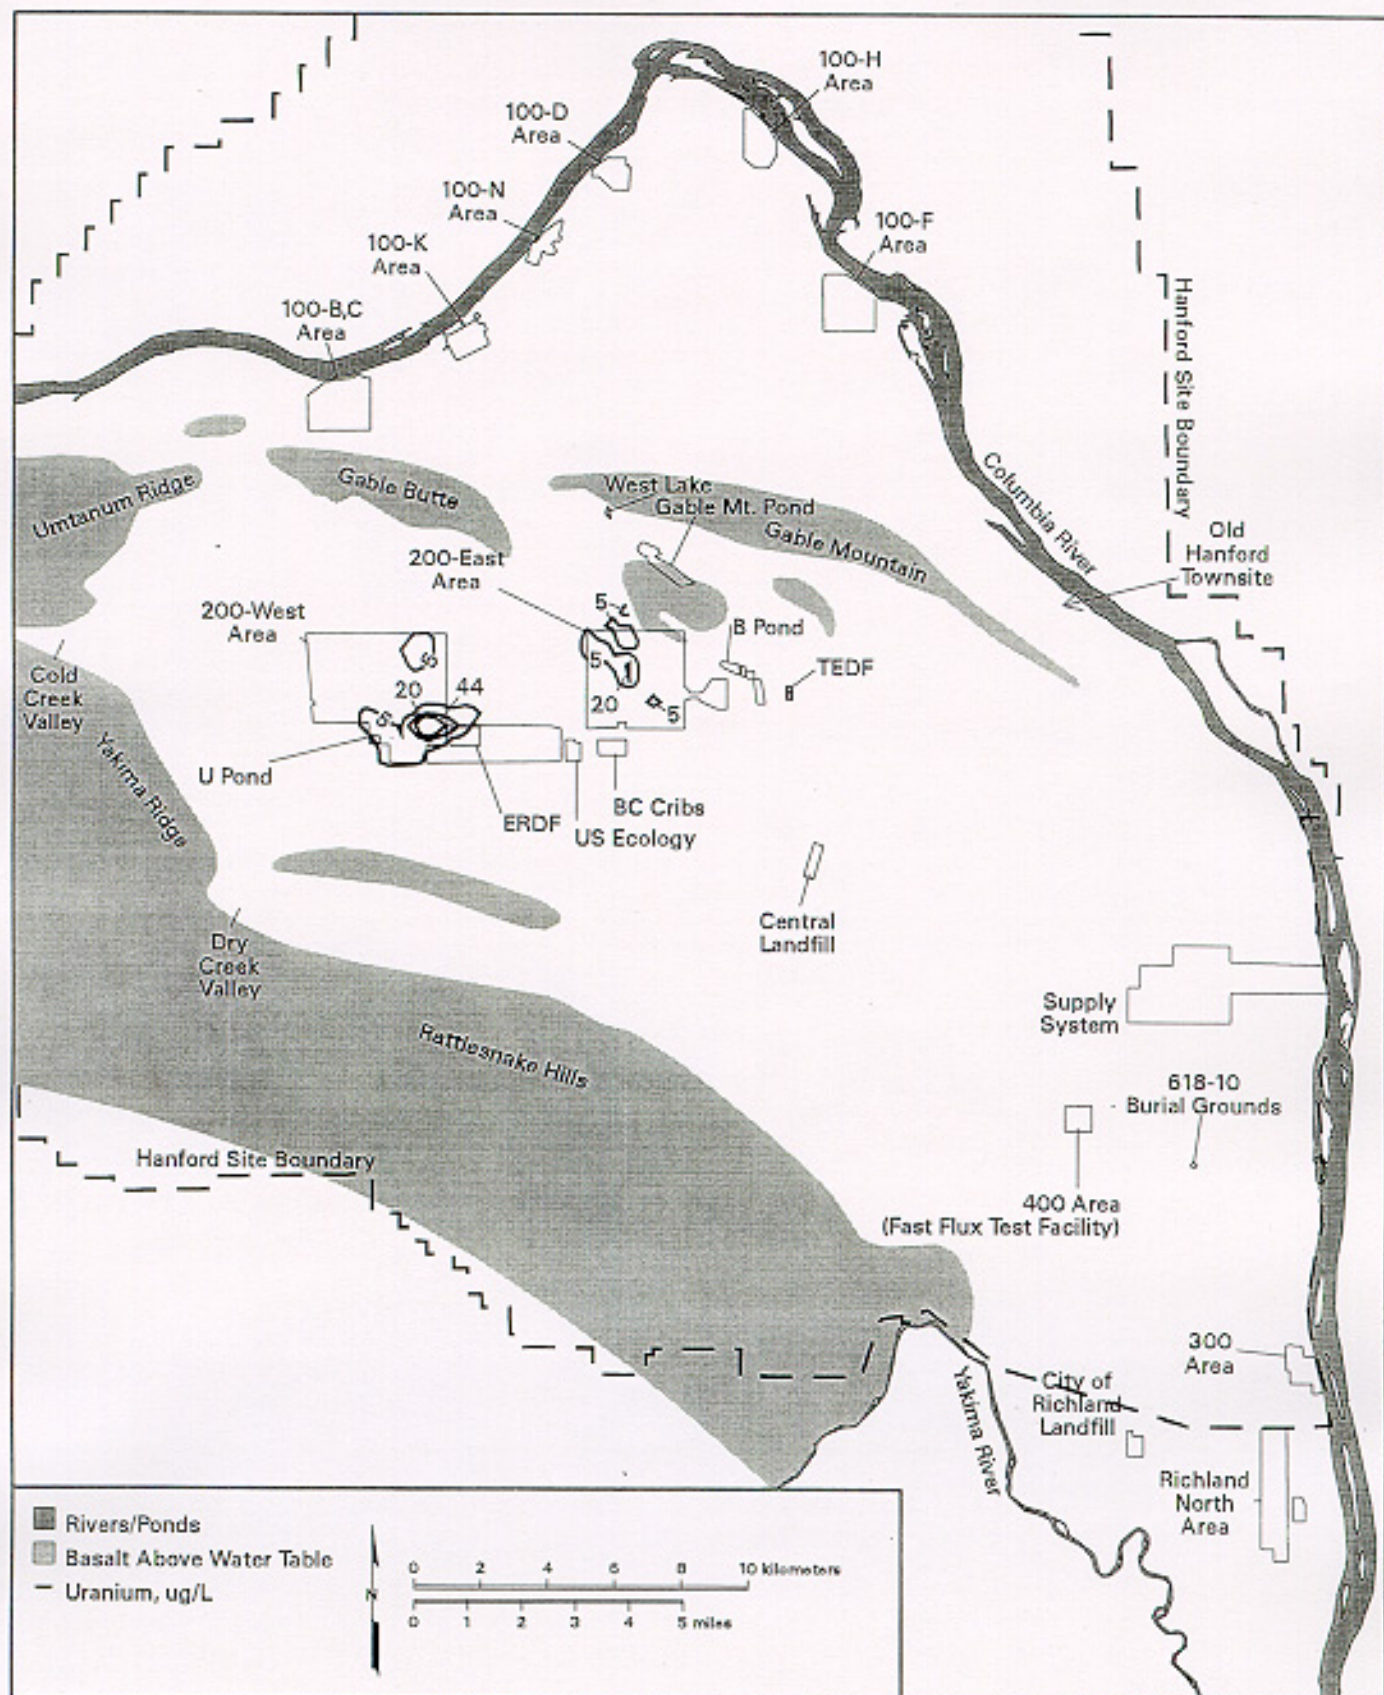 100-H
Area
100-D
Area
100-N
Area
100-F
Area
100-K
Area
100-B,C
Area
Hanford Site Boundary
Columbia River
Umtanum Ridge
Gable Butte
West Lake
Gable Mt. Pond
Gable Mountain
Old
Hanford
Townsite
200-East
Area
200-West
Area
5
B Pond
TEDF
5
5
20
44
20
5
5
Cold
Creek
Valley
Yakima Ridge
U Pond
ERDF
BC Cribs
US Ecology
Central
Landfill
Dry
Creek
Valley
Supply
System
Rattlesnake Hills
618-10
Burial Grounds
Hanford Site Boundary
400 Area
(Fast Flux Test Facility)
300
Area
City of
Richland
Landfill
Yakima River
Richland
North
Area
Rivers/Ponds
Basalt Above Water Table
Uranium, ug/L
N
0 2 4 6 8 10 kilometers
0 1 2 3 4 5 miles